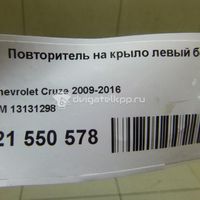 Повторитель на крыло левый б
hevrolet Cruze 2009-2016
M 13131298
21 550 578
dvigatelkpp.ru